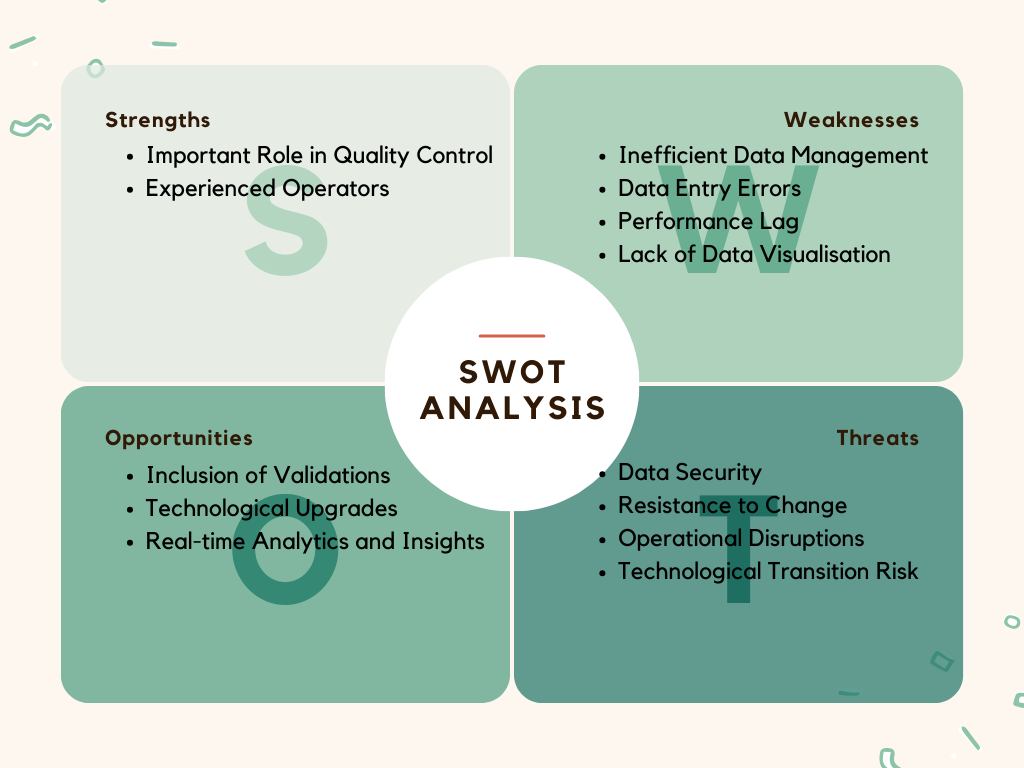 Strengths
• Important Role in Quality Control
• Experienced Operators
S
Weaknesses
• Inefficient Data Management
• Data Entry Errors
• Performance Lag
• Lack of Data Visualisation
W
SWOT
ANALYSIS
Opportunities
• Inclusion of Validations
• Technological Upgrades
• Real-time Analytics and Insights
O
Threats
• Data Security
• Resistance to Change
• Operational Disruptions
• Technological Transition Risk
T